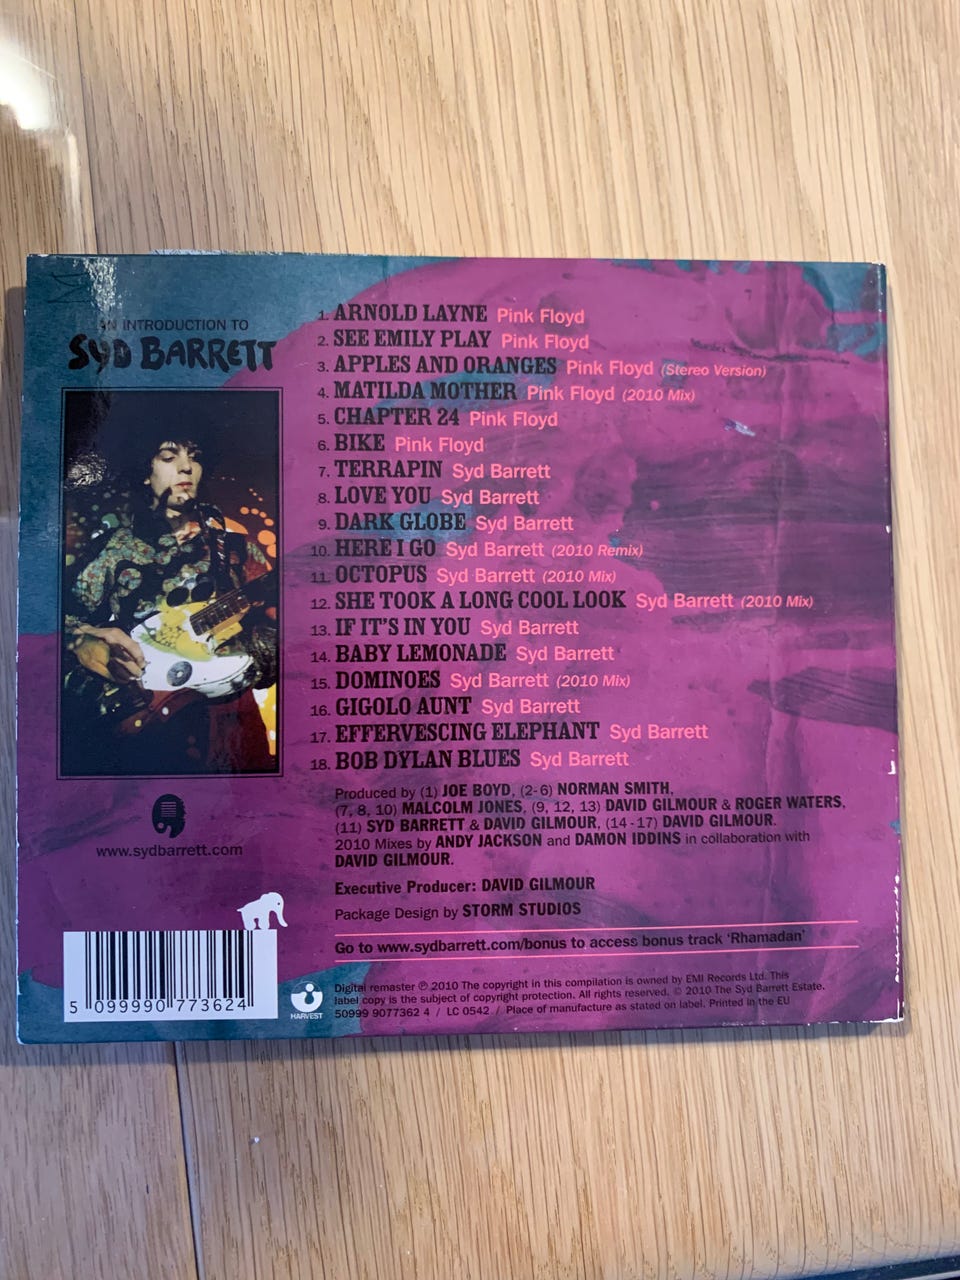 AN INTRODUCTION TO
SYD BARRETT
1. ARNOLD LAYNE Pink Floyd
2. SEE EMILY PLAY Pink Floyd
3. APPLES AND ORANGES Pink Floyd (Stereo Version)
4. MATILDA MOTHER Pink Floyd (2010 Mix)
5. CHAPTER 24 Pink Floyd
6. BIKE Pink Floyd
7. TERRAPIN Syd Barrett
8. LOVE YOU Syd Barrett
9. DARK GLOBE Syd Barrett
10. HERE I GO Syd Barrett (2010 Remix)
11. OCTOPUS Syd Barrett (2010 Mix)
12. SHE TOOK A LONG COOL LOOK Syd Barrett (2010 Mix)
13. IF IT'S IN YOU Syd Barrett
14. BABY LEMONADE Syd Barrett
15. DOMINOES Syd Barrett (2010 Mix)
16. GIGOLO AUNT Syd Barrett
17. EFFERVESCING ELEPHANT Syd Barrett
18. BOB DYLAN BLUES Syd Barrett
Produced by (1) JOE BOYD, (2-6) NORMAN SMITH,
(7, 8, 10) MALCOLM JONES, (9, 12, 13) DAVID GILMOUR & ROGER WATERS,
(11) SYD BARRETT & DAVID GILMOUR, (14-17) DAVID GILMOUR.
2010 Mixes by ANDY JACKSON and DAMON IDDINS in collaboration with
DAVID GILMOUR.
Executive Producer: DAVID GILMOUR
Package Design by STORM STUDIOS
Go to www.sydbarrett.com/bonus to access bonus track 'Rhamadan'
Digital remaster ℗ 2010 The copyright in this compilation is owned by EMI Records Ltd. This
label copy is the subject of copyright protection. All rights reserved. © 2010 The Syd Barrett Estate.
50999 9077362 4 / LC 0542 / Place of manufacture as stated on label. Printed in the EU
www.sydbarrett.com
5 099990 773624
HARVEST